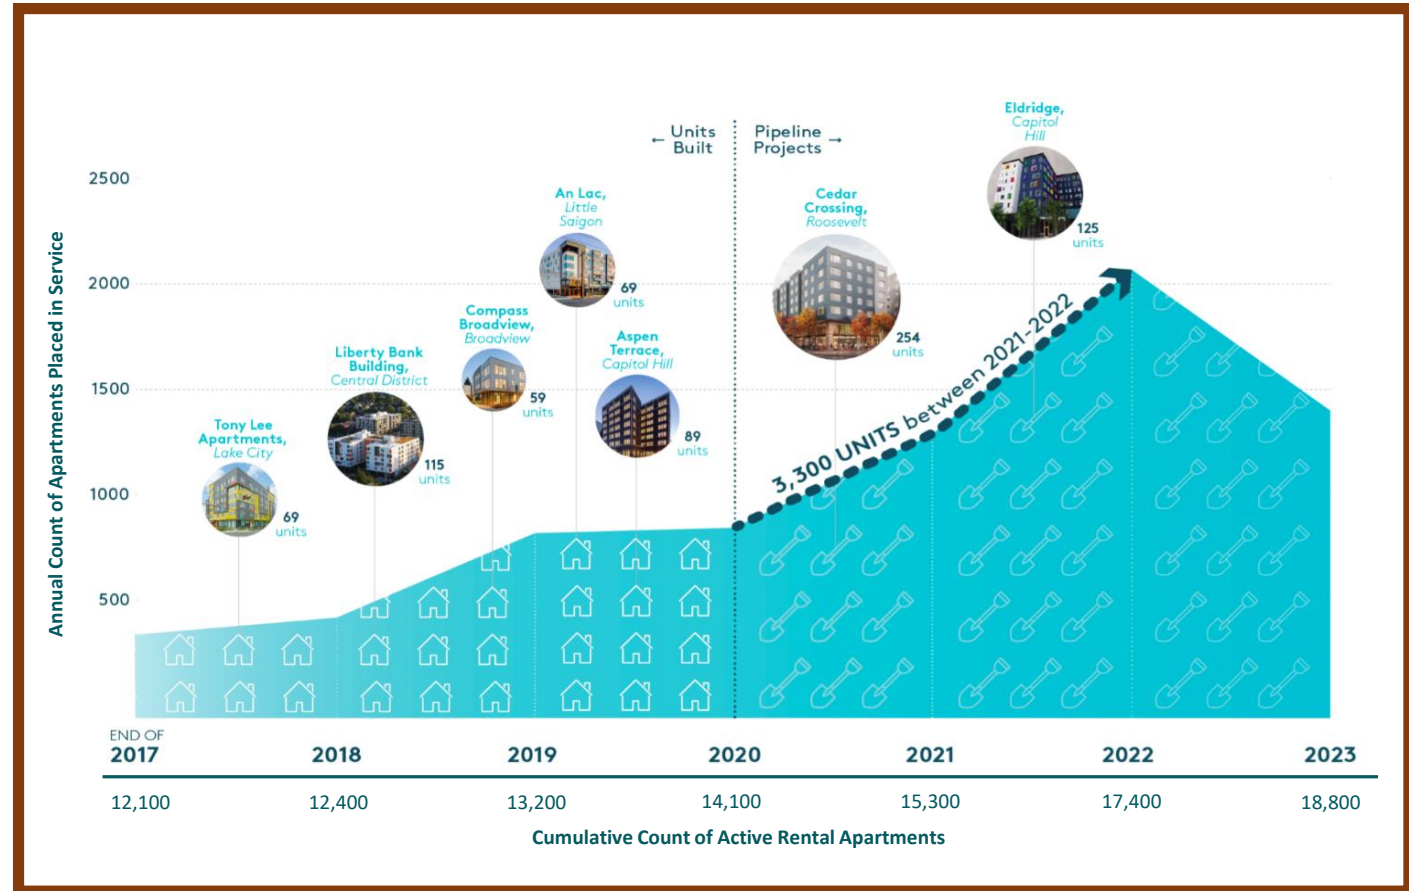 Eldridge,
Capitol
Hill
125
units
← Units
Built
Pipeline →
Projects
2500
An Lac,
Little
Saigon
69
units
Cedar
Crossing,
Roosevelt
254
units
2000
Compass
Broadview,
Broadview
59
units
Aspen
Terrace,
Capitol Hill
89
units
Liberty Bank
Building,
Central District
115
units
1500
Tony Lee
Apartments,
Lake City
69
units
3,300 UNITS between 2021-2022
1000
500
Annual Count of Apartments Placed in Service
END OF
2017 2018 2019 2020 2021 2022 2023
12,100 12,400 13,200 14,100 15,300 17,400 18,800
Cumulative Count of Active Rental Apartments